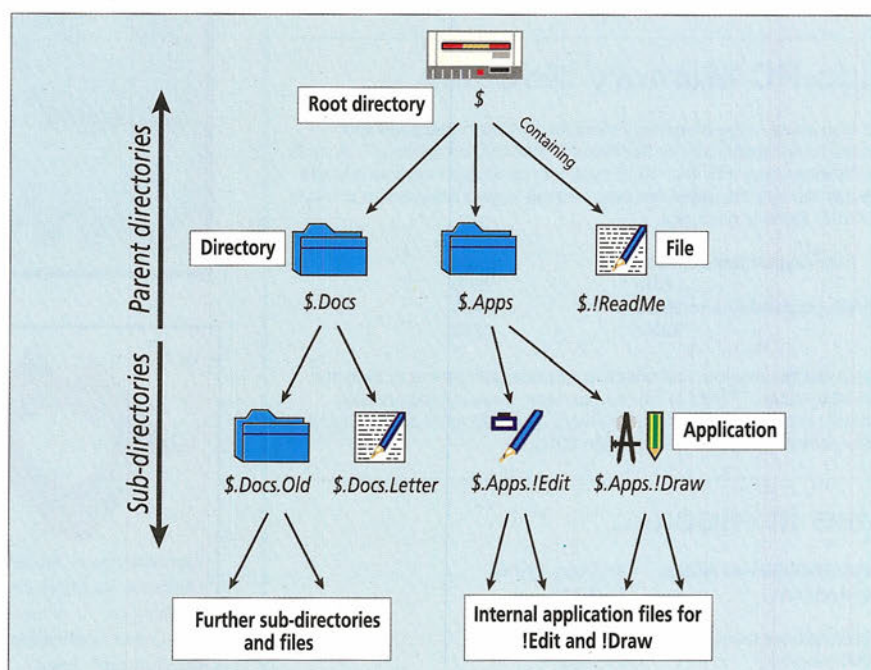 Root directory
$
Containing
Parent directories
Directory
File
$.Docs
$.Apps
$.!ReadMe
Sub-directories
Application
$.Docs.Old
$.Docs.Letter
$.Apps.!Edit
$.Apps.!Draw
Further sub-directories
and files
Internal application files for
!Edit and !Draw